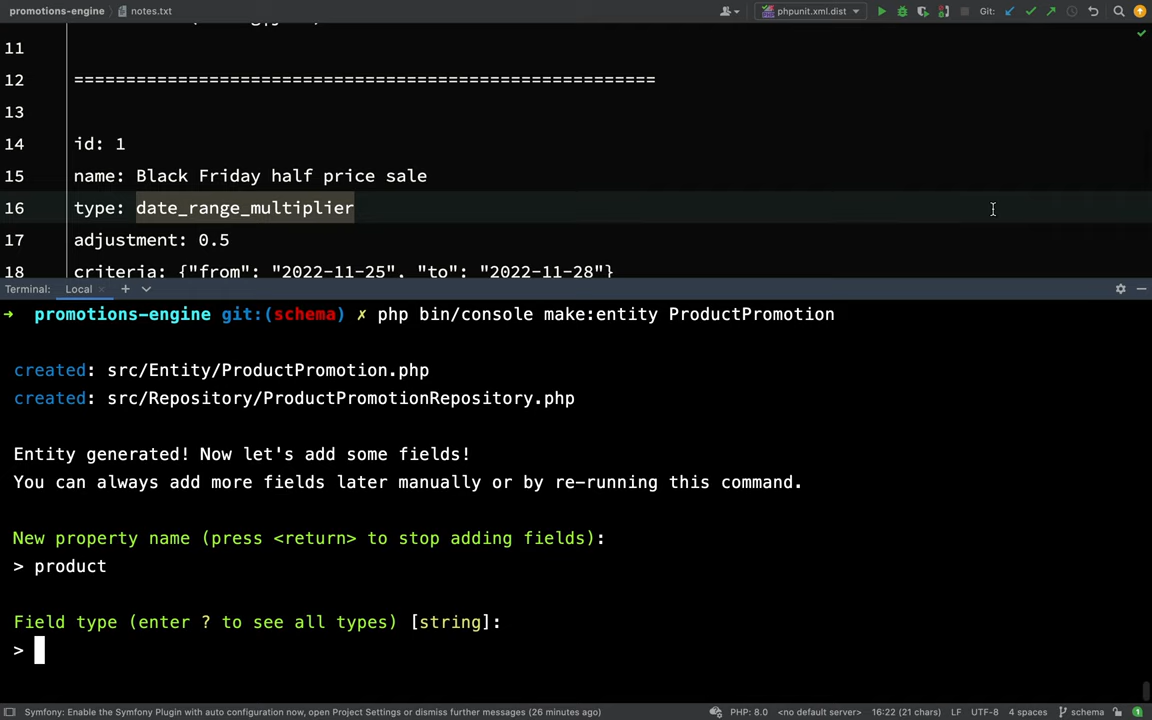 promotions-engine › notes.txt
phpunit.xml.dist
Git:
11
12 ========================================================
13
14 id: 1
15 name: Black Friday half price sale
16 type: date_range_multiplier
17 adjustment: 0.5
18 criteria: {"from": "2022-11-25", "to": "2022-11-28"}
Terminal: Local × +
→ promotions-engine git:(schema) ✗ php bin/console make:entity ProductPromotion
created: src/Entity/ProductPromotion.php
created: src/Repository/ProductPromotionRepository.php
Entity generated! Now let's add some fields!
You can always add more fields later manually or by re-running this command.
New property name (press <return> to stop adding fields):
> product
Field type (enter ? to see all types) [string]:
>
Symfony: Enable the Symfony Plugin with auto configuration now, open Project Settings or dismiss further messages (26 minutes ago)
PHP: 8.0 <no default server> 16:22 (21 chars) LF UTF-8 4 spaces schema 1